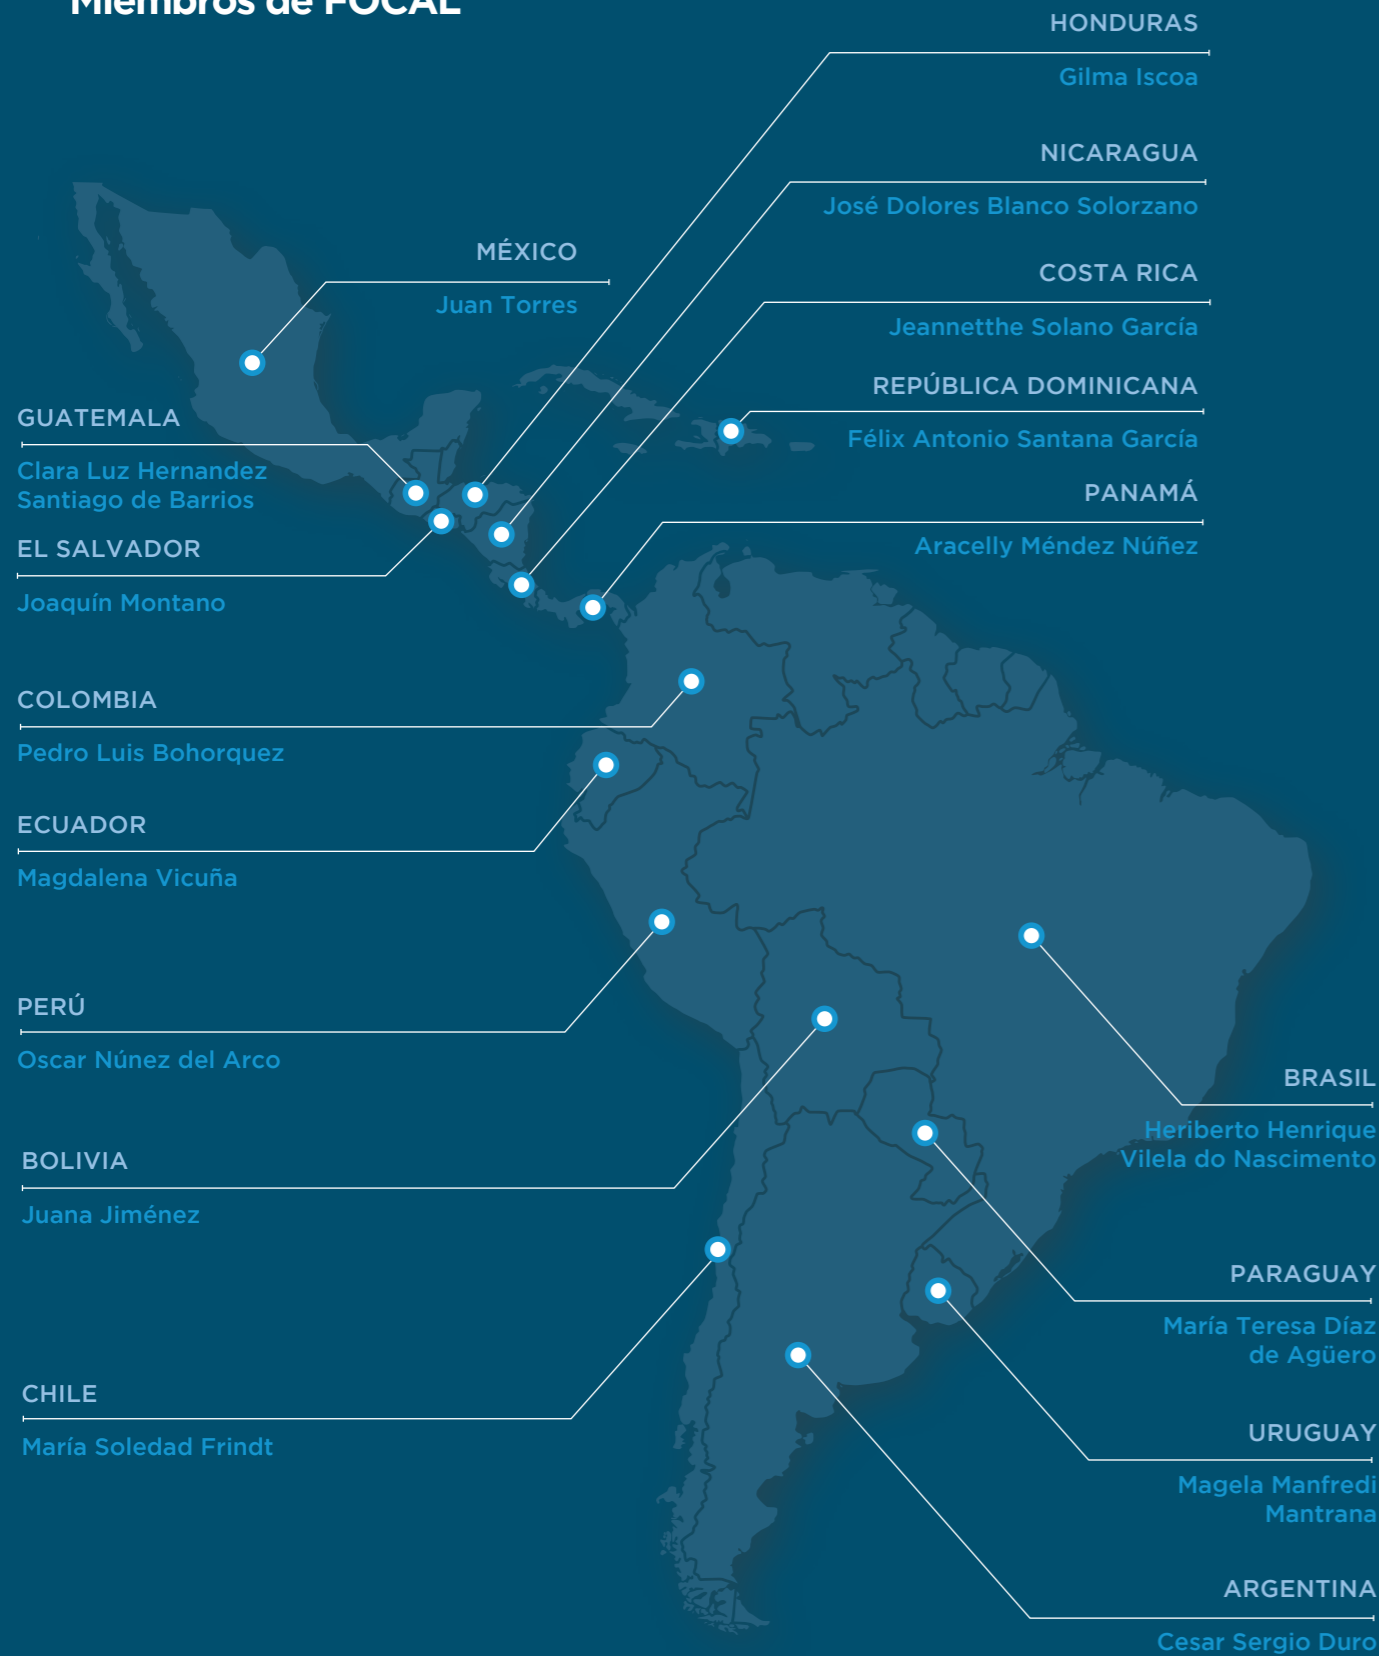 Miembros de FOCAL
HONDURAS
Gilma Iscoa
NICARAGUA
José Dolores Blanco Solorzano
MÉXICO
Juan Torres
COSTA RICA
Jeannetthe Solano García
REPÚBLICA DOMINICANA
Félix Antonio Santana García
GUATEMALA
Clara Luz Hernandez
Santiago de Barrios
PANAMÁ
Aracelly Méndez Núñez
EL SALVADOR
Joaquín Montano
COLOMBIA
Pedro Luis Bohorquez
ECUADOR
Magdalena Vicuña
PERÚ
Oscar Núnez del Arco
BRASIL
Heriberto Henrique
Vilela do Nascimento
BOLIVIA
Juana Jiménez
PARAGUAY
María Teresa Díaz
de Agüero
CHILE
María Soledad Frindt
URUGUAY
Magela Manfredi
Mantrana
ARGENTINA
Cesar Sergio Duro